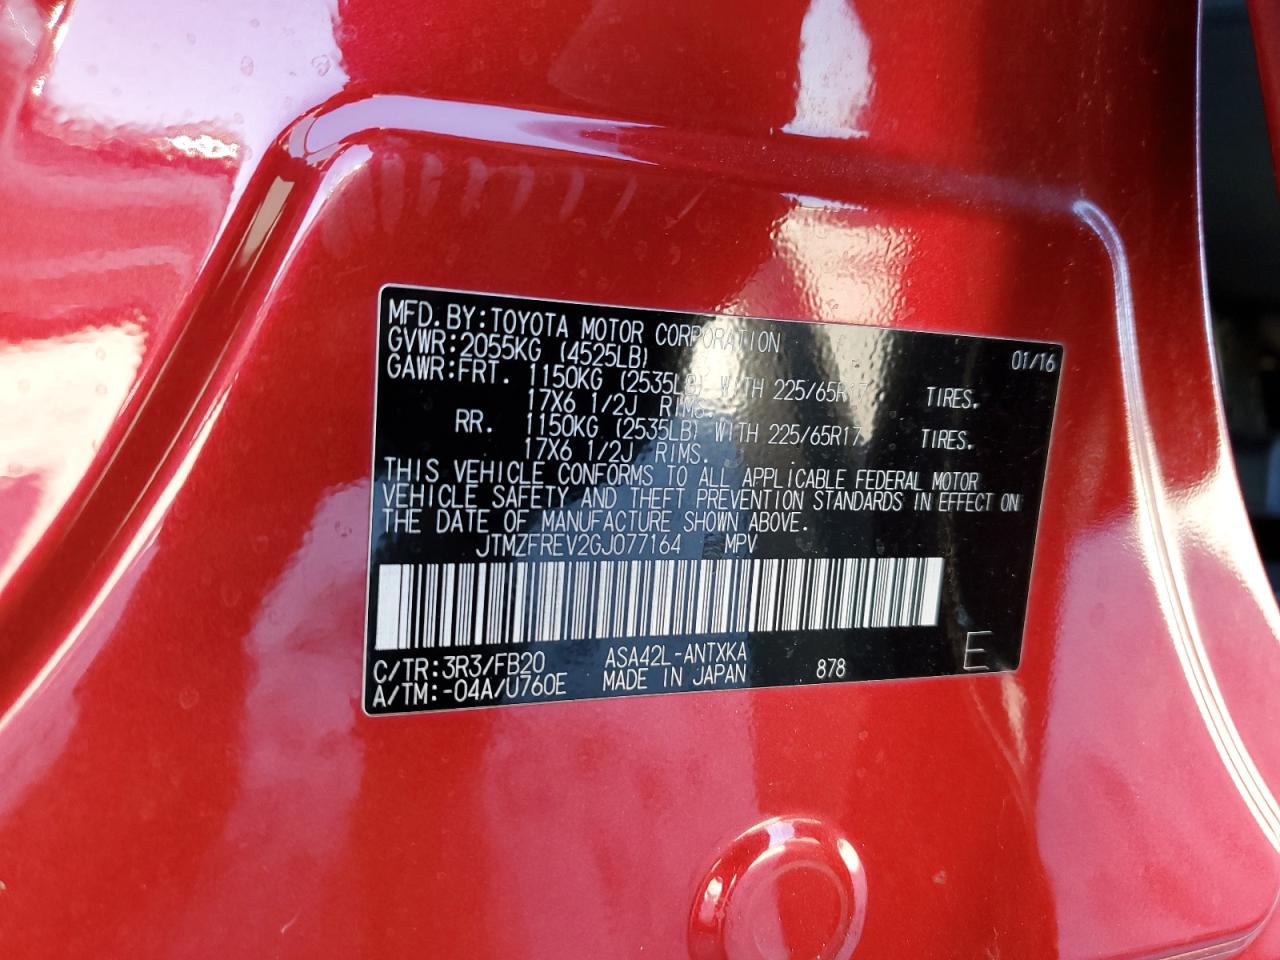 MFD. BY: TOYOTA MOTOR CORPORATION 01/16
GVWR: 2055KG (4525LB)
GAWR: FRT. 1150KG (2535LB) WITH 225/65R17 TIRES.
17X6 1/2J RIMS.
RR. 1150KG (2535LB) WITH 225/65R17 TIRES.
17X6 1/2J RIMS.
THIS VEHICLE CONFORMS TO ALL APPLICABLE FEDERAL MOTOR
VEHICLE SAFETY AND THEFT PREVENTION STANDARDS IN EFFECT ON
THE DATE OF MANUFACTURE SHOWN ABOVE.
JTMZFREV2GJ077164 MPV
C/TR: 3R3/FB20 ASA42L-ANTXKA 878 E
A/TM: -04A/U760E MADE IN JAPAN